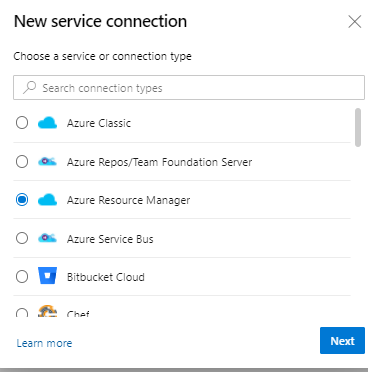 New service connection
Choose a service or connection type
Search connection types
Azure Classic
Azure Repos/Team Foundation Server
Azure Resource Manager
Azure Service Bus
Bitbucket Cloud
Chef
Learn more
Next